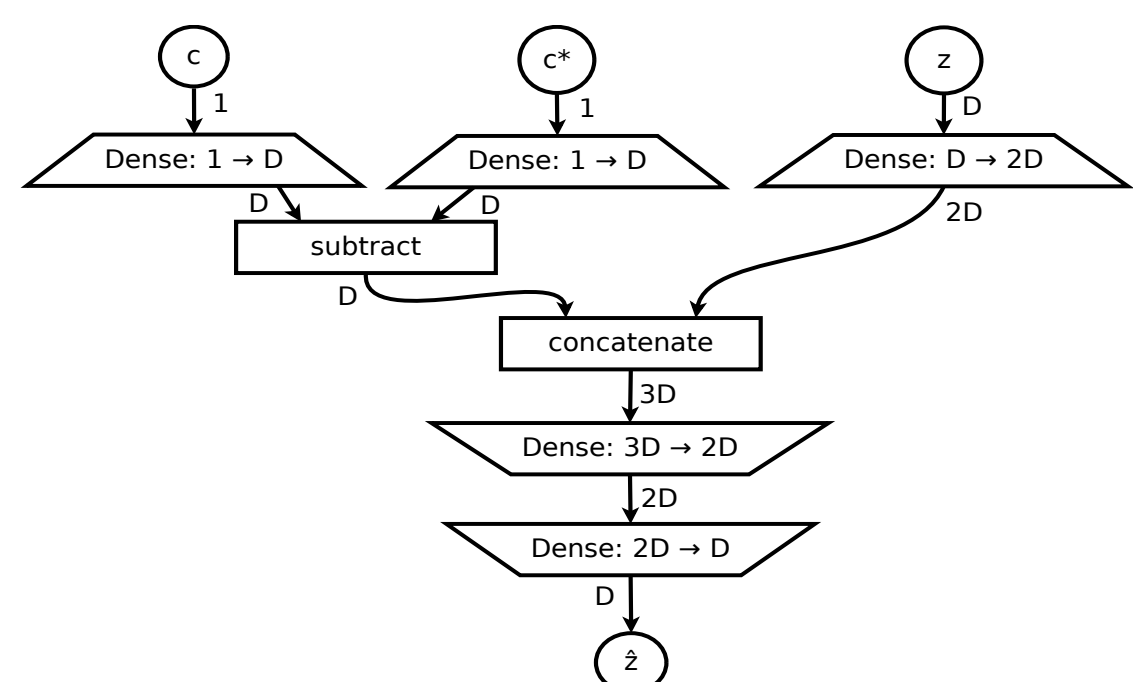 c
c*
z
1
1
D
Dense: 1 → D
Dense: 1 → D
Dense: D → 2D
D
D
2D
subtract
D
concatenate
3D
Dense: 3D → 2D
2D
Dense: 2D → D
D
ẑ